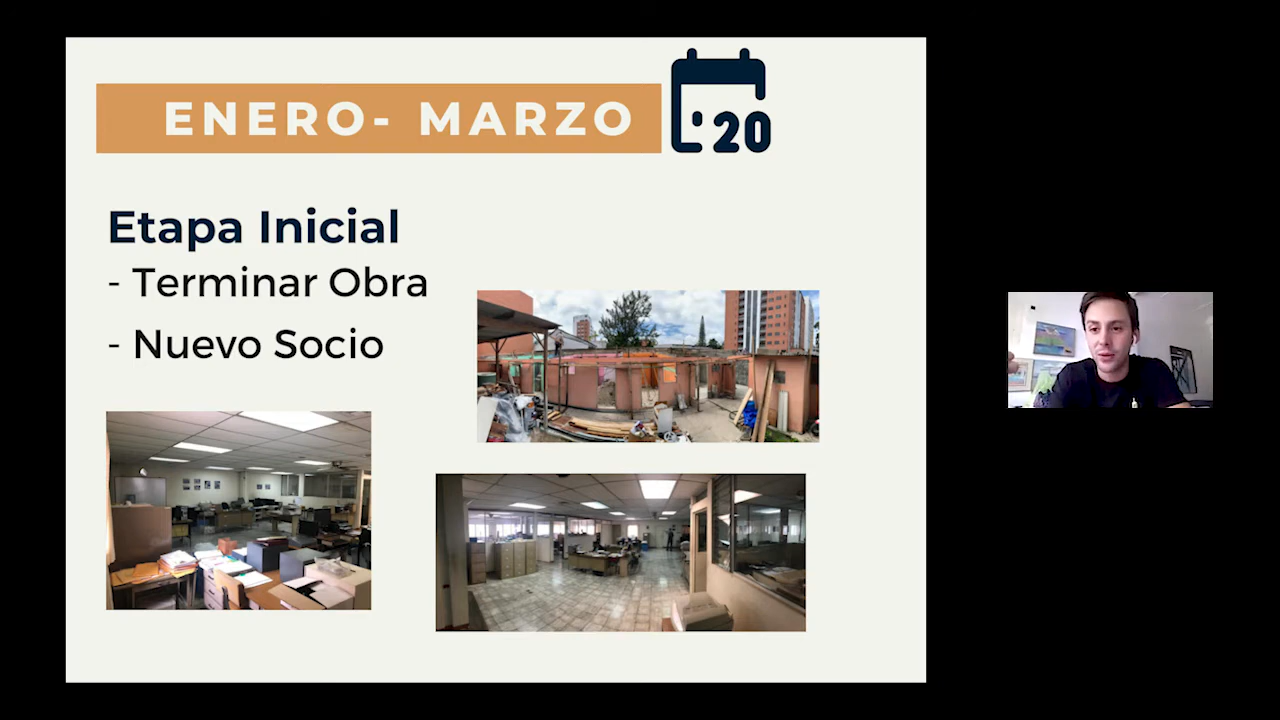 ENERO- MARZO
'20
Etapa Inicial
- Terminar Obra
- Nuevo Socio